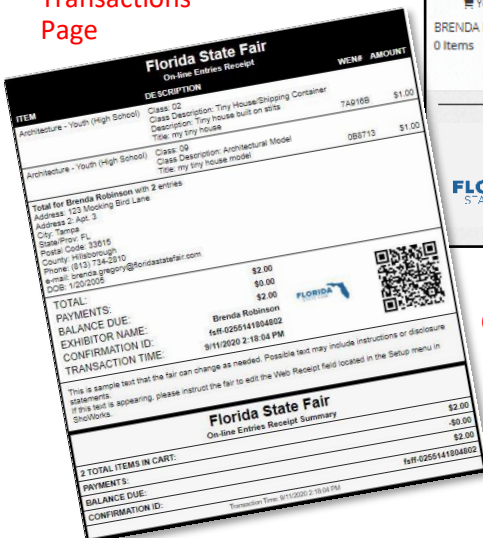 Transactions
Page
Florida State Fair
On-line Entries Receipt
ITEM DESCRIPTION WEN# AMOUNT
Architecture - Youth (High School) Class: 02
Class Description: Tiny House/Shipping Container
Description: Tiny house built on stits
Title: my tiny house
7A916B $1.00
Architecture - Youth (High School) Class: 09
Class Description: Architectural Model
Title: my tiny house model
0B8713 $1.00
Total for Brenda Robinson with 2 entries
Address: 123 Mocking Bird Lane
Address 2: Apt. 3
City: Tampa
State/Prov: FL
Postal Code: 33615
County: Hillsborough
Phone: (813) 734-2810
e-mail: brenda.gregory@floridastatefair.com
DOB: 1/20/2005
TOTAL: $2.00
PAYMENTS: $0.00
BALANCE DUE: $2.00
EXHIBITOR NAME: Brenda Robinson
CONFIRMATION ID: fsff-0255141804802
TRANSACTION TIME: 9/11/2020 2:18:04 PM
FLORIDA
This is sample text that the fair can change as needed. Possible text may include instructions or disclosure
statements.
If this text is appearing, please instruct the fair to edit the Web Receipt field located in the Setup menu in
ShoWorks.
Florida State Fair
On-line Entries Receipt Summary
2 TOTAL ITEMS IN CART: $2.00
PAYMENTS: -$0.00
BALANCE DUE: $2.00
CONFIRMATION ID: fsff-0255141804802
Transaction Time: 9/11/2020 2:18:04 PM
BRENDA
0 Items